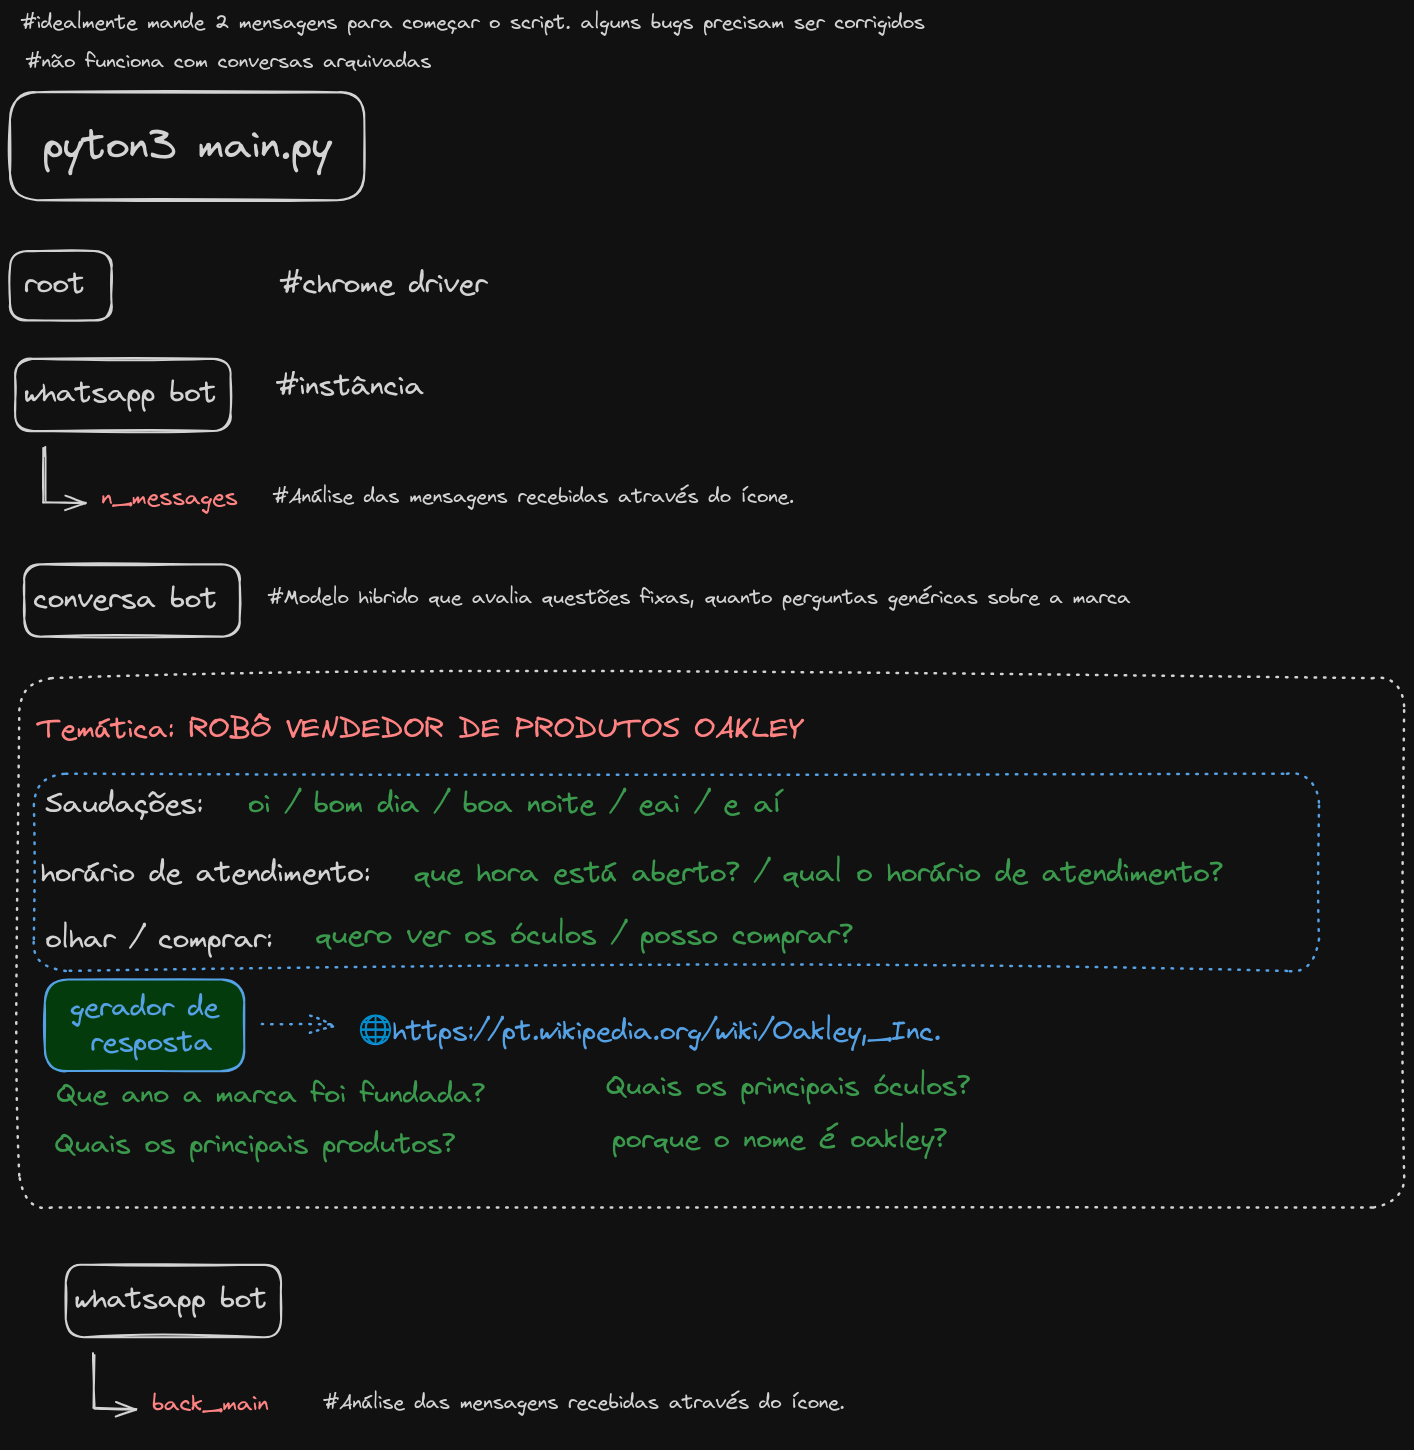 #idealmente mande 2 mensagens para começar o script. alguns bugs precisam ser corrigidos
#não funciona com conversas arquivadas
pyton3 main.py
root #chrome driver
whatsapp bot #instância
n_messages #Análise das mensagens recebidas através do ícone.
conversa bot #Modelo hibrido que avalia questões fixas, quanto perguntas genéricas sobre a marca
Temática: ROBÔ VENDEDOR DE PRODUTOS OAKLEY
Saudações: oi / bom dia / boa noite / eai / e aí
horário de atendimento: que hora está aberto? / qual o horário de atendimento?
olhar / comprar: quero ver os óculos / posso comprar?
gerador de
resposta
https://pt.wikipedia.org/wiki/Oakley,_Inc.
Que ano a marca foi fundada? Quais os principais óculos?
Quais os principais produtos? porque o nome é oakley?
whatsapp bot
back_main #Análise das mensagens recebidas através do ícone.